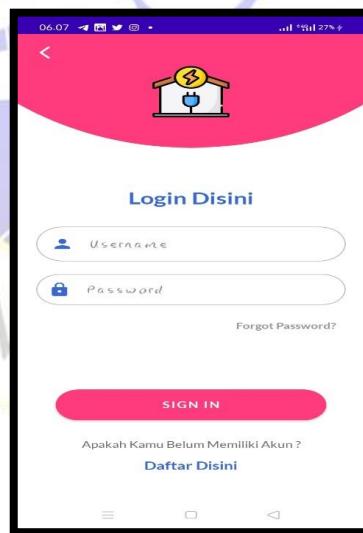 06.07
27%
Login Disini
Username
Password
Forgot Password?
SIGN IN
Apakah Kamu Belum Memiliki Akun ?
Daftar Disini